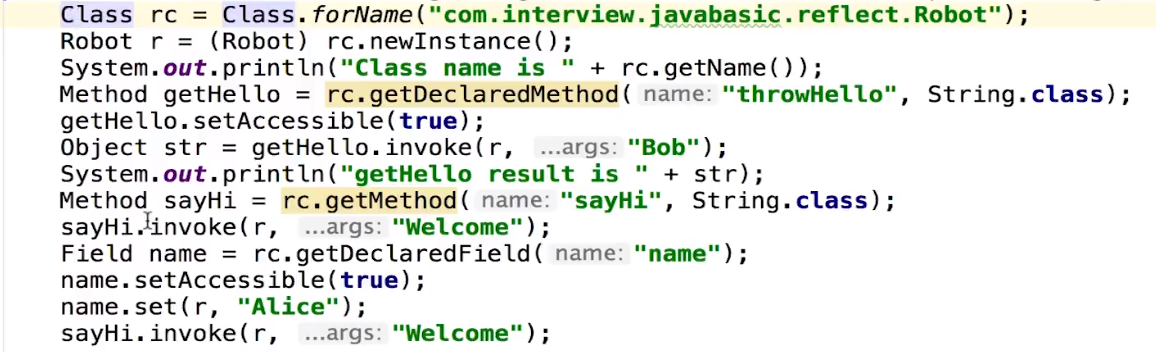 Class rc = Class.forName("com.interview.javabasic.reflect.Robot");
Robot r = (Robot) rc.newInstance();
System.out.println("Class name is " + rc.getName());
Method getHello = rc.getDeclaredMethod( name: "throwHello", String.class);
getHello.setAccessible(true);
Object str = getHello.invoke(r, ...args: "Bob");
System.out.println("getHello result is " + str);
Method sayHi = rc.getMethod( name: "sayHi", String.class);
sayHi.invoke(r, ...args: "Welcome");
Field name = rc.getDeclaredField( name: "name");
name.setAccessible(true);
name.set(r, "Alice");
sayHi.invoke(r, ...args: "Welcome");